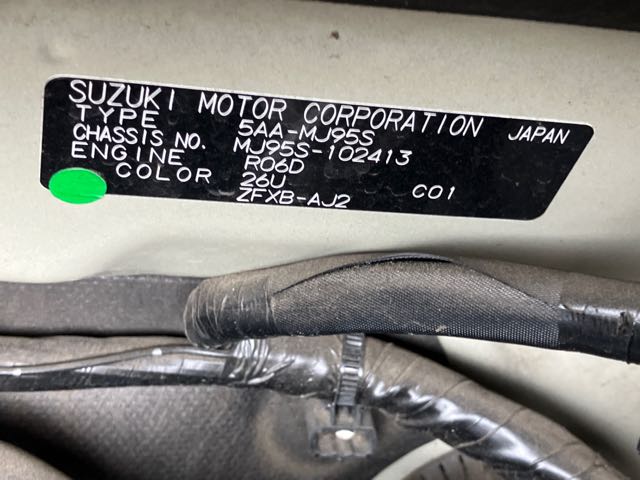 SUZUKI MOTOR CORPORATION JAPAN
TYPE 5AA-MJ95S
CHASSIS NO. MJ95S-102413
ENGINE R06D
COLOR 26U C01
ZFXB-AJ2